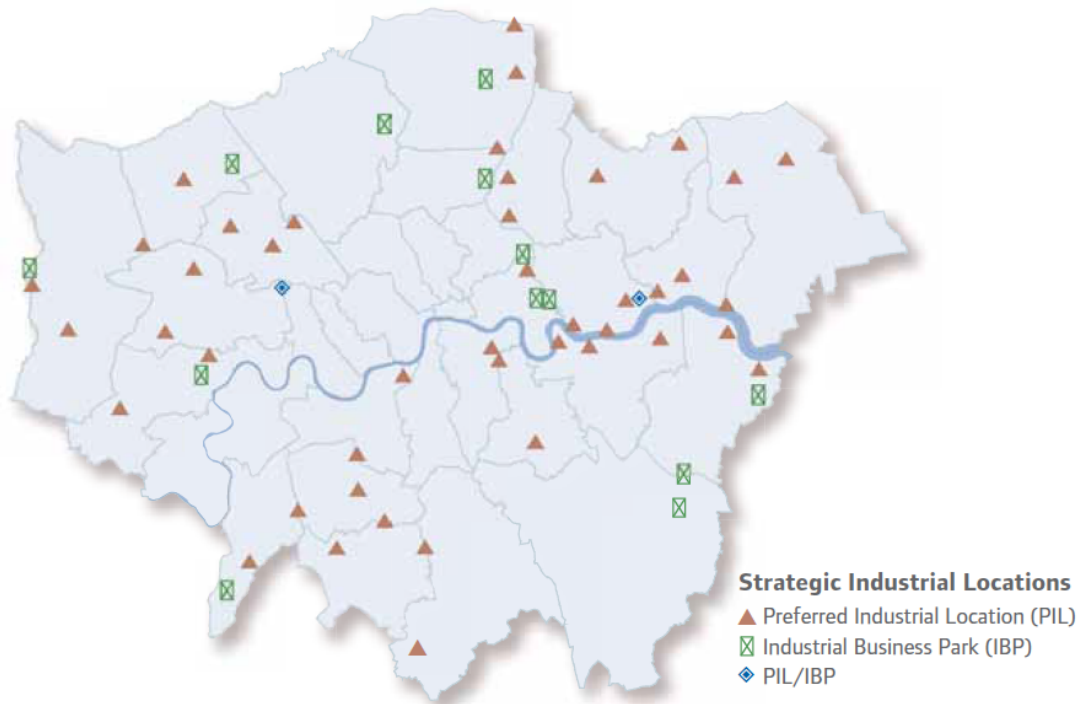 Strategic Industrial Locations
Preferred Industrial Location (PIL)
Industrial Business Park (IBP)
PIL/IBP